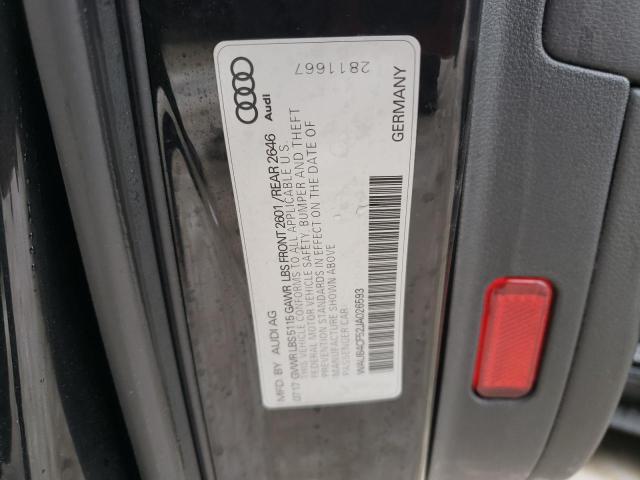 MFD. BY AUDI AG Audi
07.17 GVWR LBS 5115 GAWR LBS FRONT 2601 / REAR 2646
THIS VEHICLE CONFORMS TO ALL APPLICABLE U.S.
FEDERAL MOTOR VEHICLE SAFETY, BUMPER AND THEFT
STANDARDS IN EFFECT ON THE DATE OF
MANUFACTURE SHOWN ABOVE
PASSENGER CAR
WAUB4CF52JA026593
GERMANY
2811667